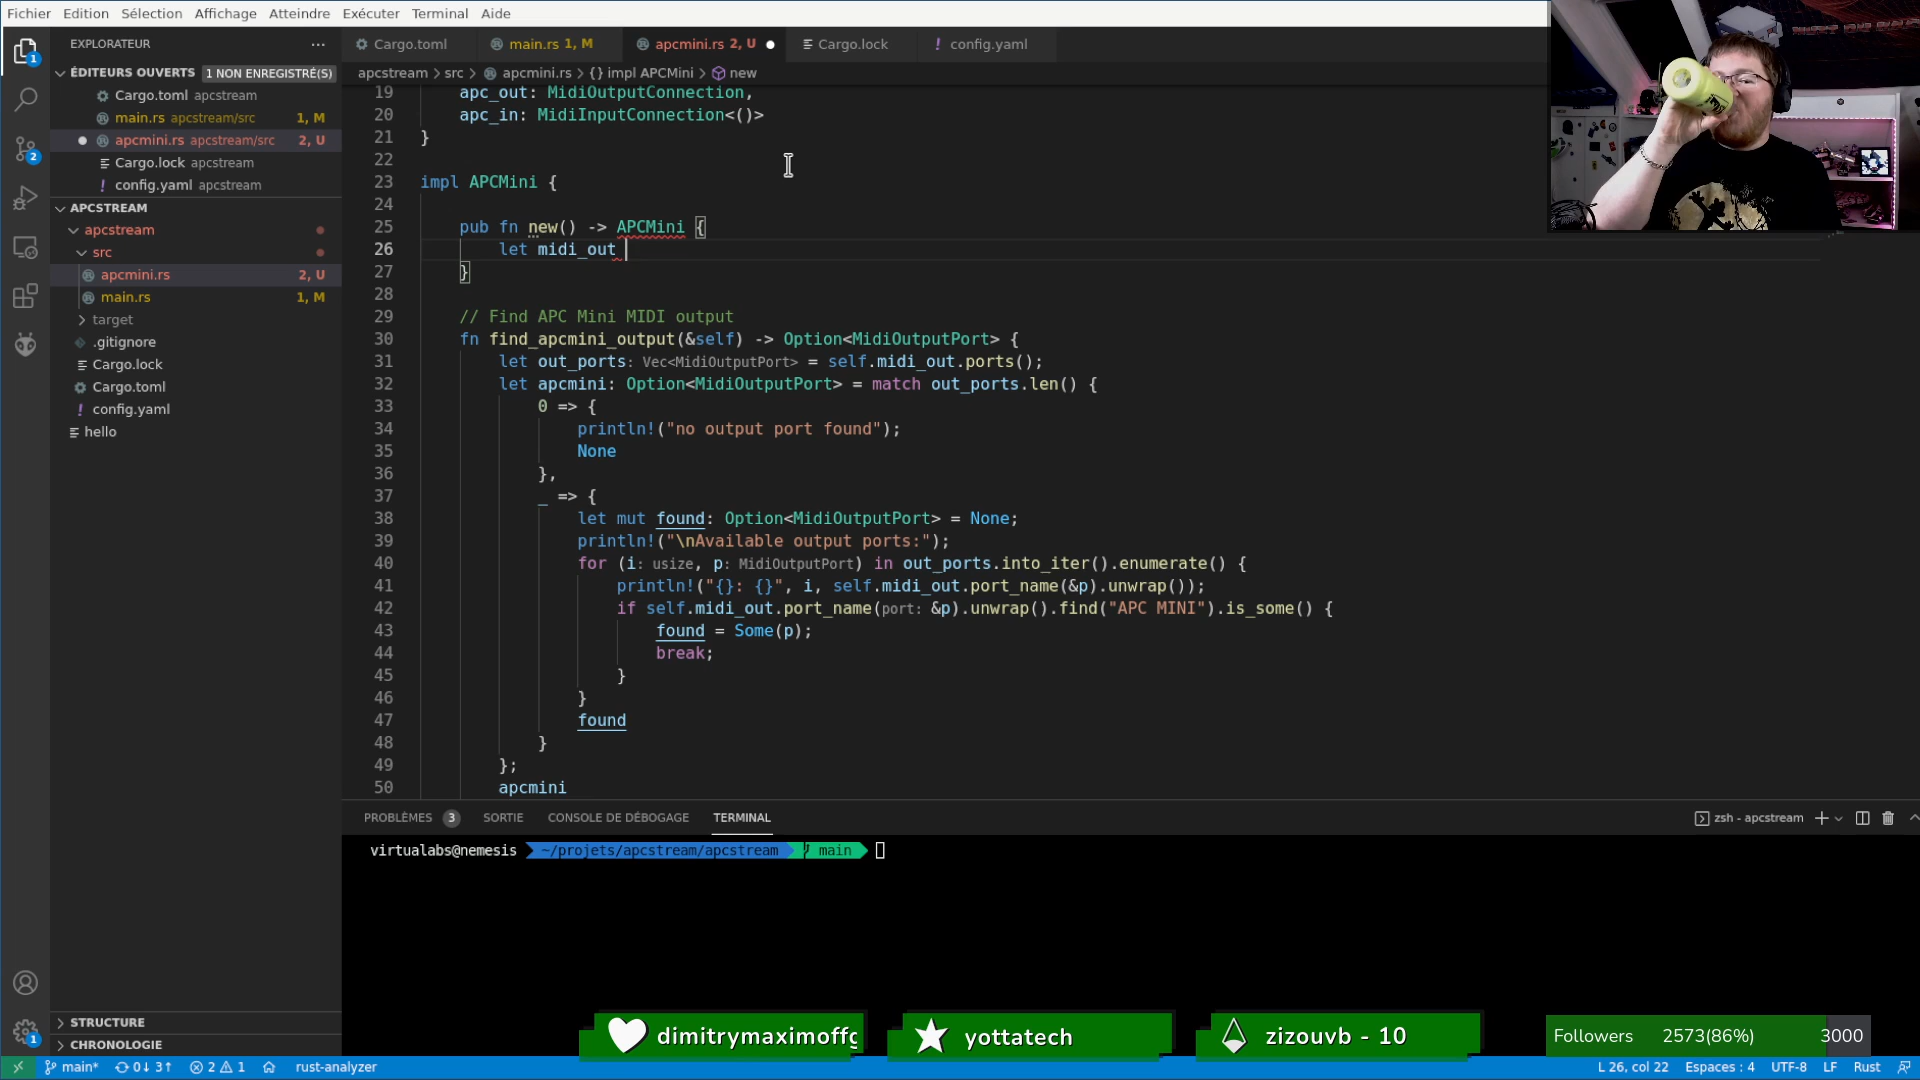 Fichier Edition Sélection Affichage Atteindre Exécuter Terminal Aide
EXPLORATEUR ···
ÉDITEURS OUVERTS 1 NON ENREGISTRÉ(S)
Cargo.toml apcstream
main.rs apcstream/src 1, M
apcmini.rs apcstream/src 2, U
Cargo.lock apcstream
! config.yaml apcstream
APCSTREAM
apcstream
src
apcmini.rs 2, U
main.rs 1, M
target
.gitignore
Cargo.lock
Cargo.toml
! config.yaml
hello
STRUCTURE
CHRONOLOGIE
1
2
1
Cargo.toml main.rs 1, M apcmini.rs 2, U Cargo.lock ! config.yaml
apcstream > src > apcmini.rs > {} impl APCMini > new
19 apc_out: MidiOutputConnection,
20 apc_in: MidiInputConnection<()>
21 }
22
23 impl APCMini {
24
25 pub fn new() -> APCMini {
26 let midi_out
27 }
28
29 // Find APC Mini MIDI output
30 fn find_apcmini_output(&self) -> Option<MidiOutputPort> {
31 let out_ports: Vec<MidiOutputPort> = self.midi_out.ports();
32 let apcmini: Option<MidiOutputPort> = match out_ports.len() {
33 0 => {
34 println!("no output port found");
35 None
36 },
37 _ => {
38 let mut found: Option<MidiOutputPort> = None;
39 println!("\nAvailable output ports:");
40 for (i: usize, p: MidiOutputPort) in out_ports.into_iter().enumerate() {
41 println!("{}: {}", i, self.midi_out.port_name(&p).unwrap());
42 if self.midi_out.port_name(port: &p).unwrap().find("APC MINI").is_some() {
43 found = Some(p);
44 break;
45 }
46 }
47 found
48 }
49 };
50 apcmini
PROBLÈMES 3 SORTIE CONSOLE DE DÉBOGAGE TERMINAL zsh - apcstream
virtualabs@nemesis ~/projets/apcstream/apcstream main
dimitrymaximoff yottatech zizouvb - 10 Followers 2573(86%) 3000
main* 0↓ 3↑ 2 1 rust-analyzer L 26, col 22 Espaces : 4 UTF-8 LF Rust